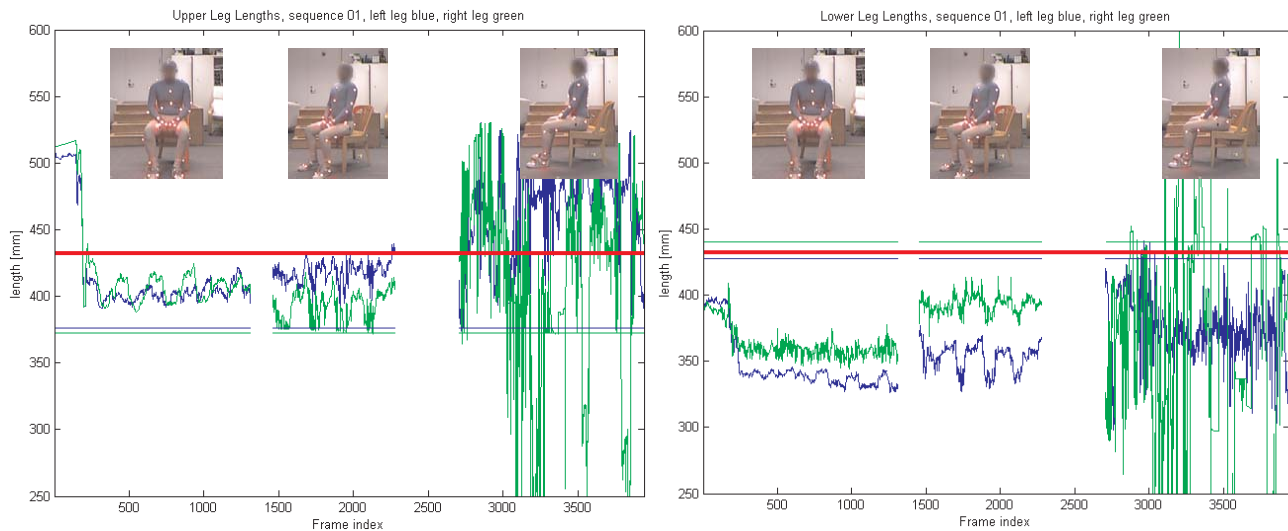 Upper Leg Lengths, sequence 01, left leg blue, right leg green
600
550
500
450
400
350
300
250
length [mm]
500 1000 1500 2000 2500 3000 3500
Frame index
Lower Leg Lengths, sequence 01, left leg blue, right leg green
600
550
500
450
400
350
300
250
length [mm]
500 1000 1500 2000 2500 3000 3500
Frame index